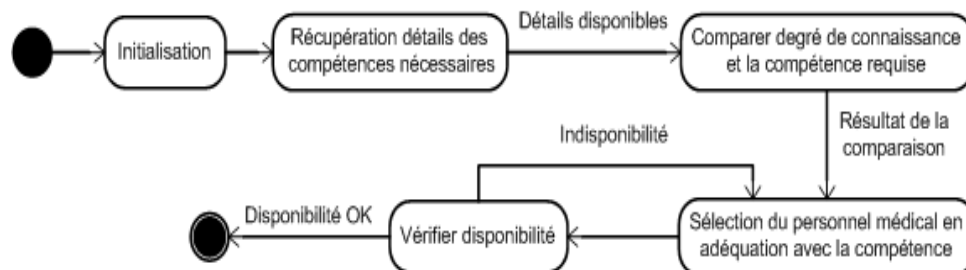 Initialisation
Récupération détails des
compétences nécessaires
Détails disponibles
Comparer degré de connaissance
et la compétence requise
Résultat de la
comparaison
Indisponibilité
Disponibilité OK
Vérifier disponibilité
Sélection du personnel médical en
adéquation avec la compétence